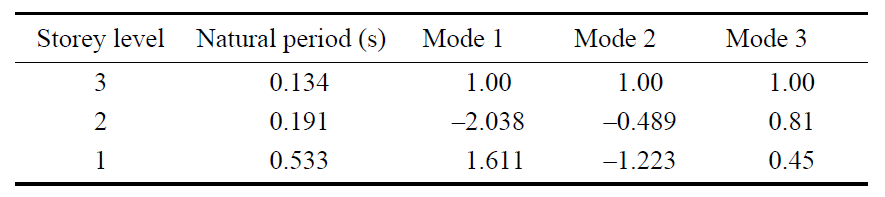 Storey level Natural period (s) Mode 1 Mode 2 Mode 3
3 0.134 1.00 1.00 1.00
2 0.191 –2.038 –0.489 0.81
1 0.533 1.611 –1.223 0.45